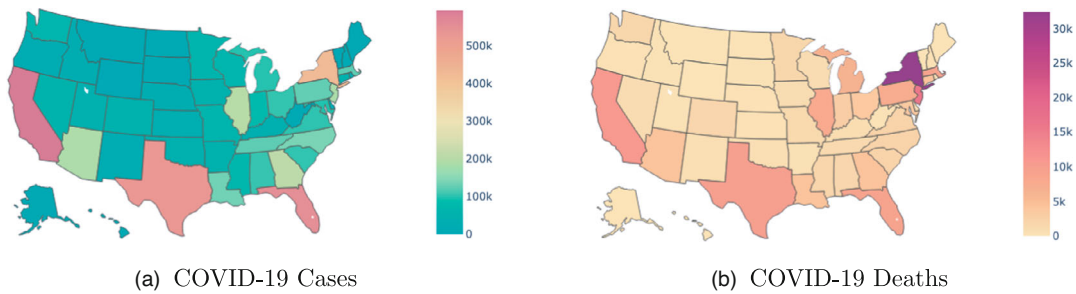 500k
400k
300k
200k
100k
0
(a) COVID-19 Cases
30k
25k
20k
15k
10k
5k
0
(b) COVID-19 Deaths